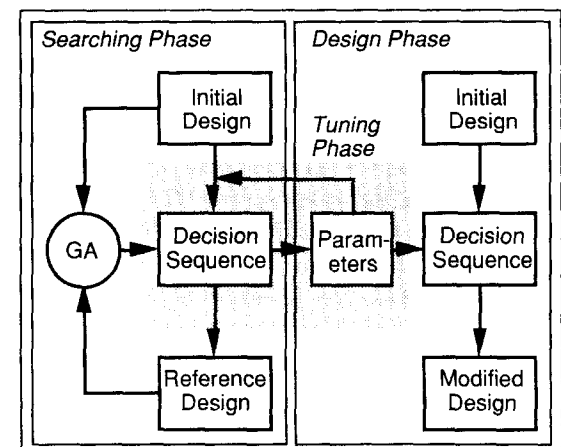 Searching Phase
Initial
Design
GA
Decision
Sequence
Reference
Design
Tuning
Phase
Param-
eters
Design Phase
Initial
Design
Decision
Sequence
Modified
Design